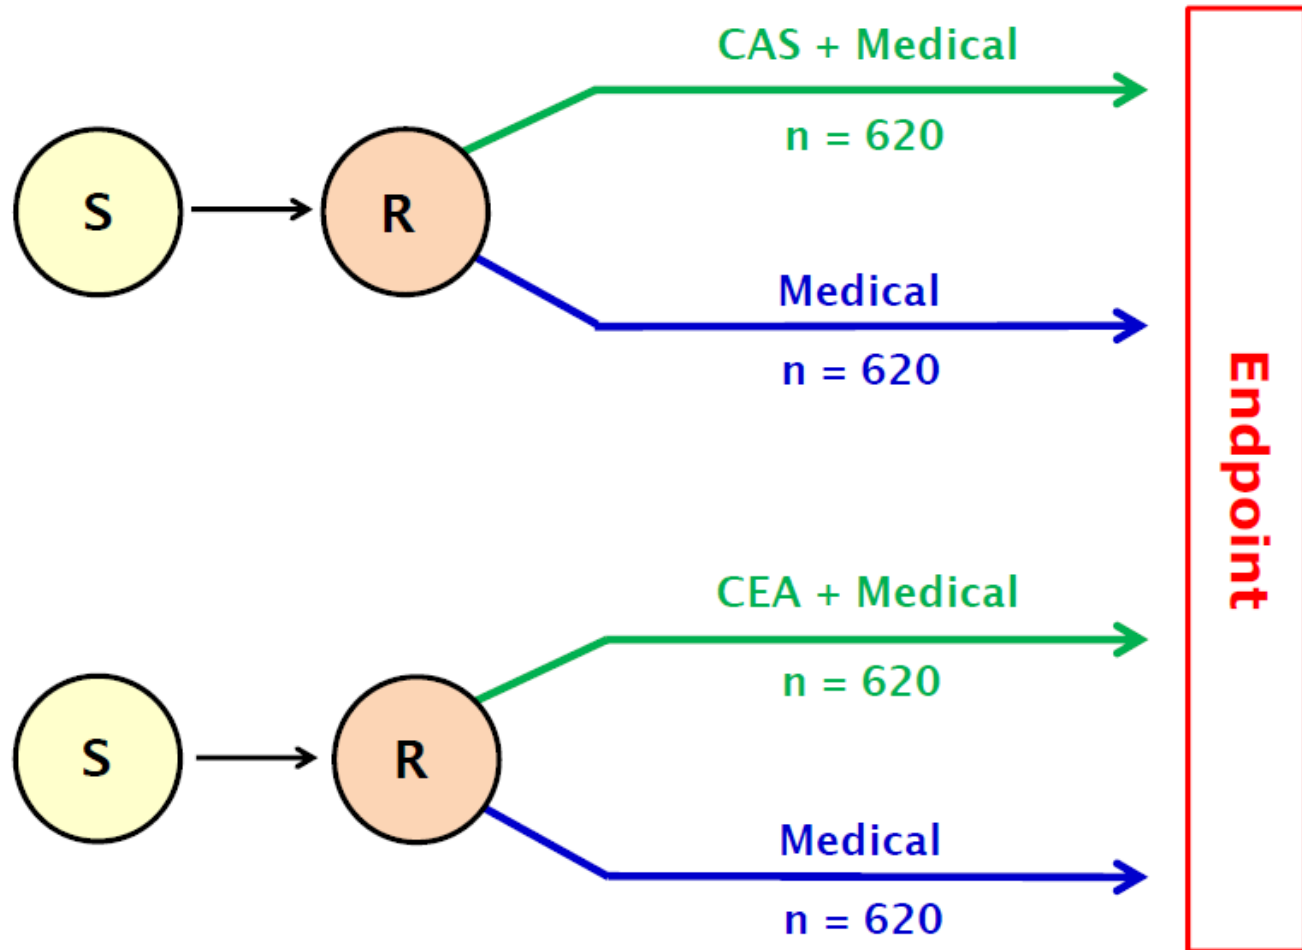 CAS + Medical
n = 620
S
R
Medical
n = 620
Endpoint
CEA + Medical
n = 620
S
R
Medical
n = 620